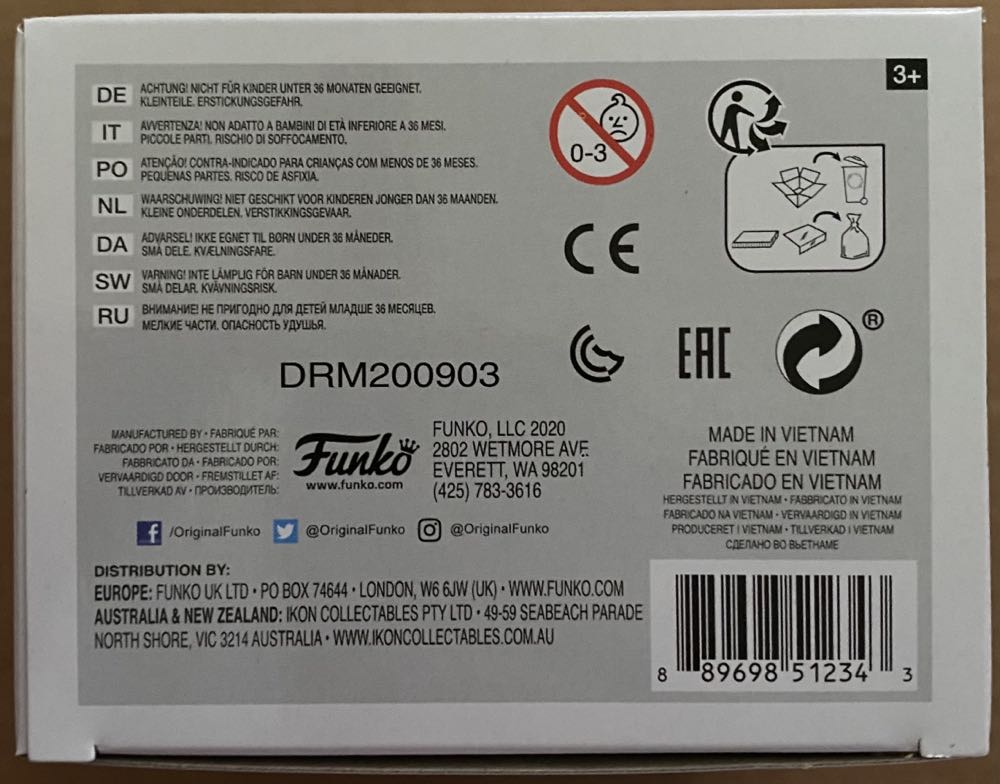 3+
DE ACHTUNG! NICHT FÜR KINDER UNTER 36 MONATEN GEEIGNET.
KLEINTEILE. ERSTICKUNGSGEFAHR.
IT AVVERTENZA! NON ADATTO A BAMBINI DI ETÀ INFERIORE A 36 MESI.
PICCOLE PARTI. RISCHIO DI SOFFOCAMENTO.
PO ATENÇÃO! CONTRA-INDICADO PARA CRIANÇAS COM MENOS DE 36 MESES.
PEQUENAS PARTES. RISCO DE ASFIXIA.
NL WAARSCHUWING! NIET GESCHIKT VOOR KINDEREN JONGER DAN 36 MAANDEN.
KLEINE ONDERDELEN. VERSTIKKINGSGEVAAR.
DA ADVARSEL! IKKE EGNET TIL BØRN UNDER 36 MÅNEDER.
SMÅ DELE. KVÆLNINGSFARE.
SW VARNING! INTE LÄMPLIG FÖR BARN UNDER 36 MÅNADER.
SMÅ DELAR. KVÄVNINGSRISK.
RU ВНИМАНИЕ! НЕ ПРИГОДНО ДЛЯ ДЕТЕЙ МЛАДШЕ 36 МЕСЯЦЕВ.
МЕЛКИЕ ЧАСТИ. ОПАСНОСТЬ УДУШЬЯ.
0-3
CE
EAC
®
DRM200903
MANUFACTURED BY • FABRIQUÉ PAR:
FABRICADO POR • HERGESTELLT DURCH:
FABBRICATO DA • FABRICADO POR:
VERVAARDIGD DOOR • FREMSTILLET AF:
TILLVERKAD AV • ПРОИЗВОДИТЕЛЬ:
Funko
www.funko.com
FUNKO, LLC 2020
2802 WETMORE AVE.
EVERETT, WA 98201
(425) 783-3616
/OriginalFunko @OriginalFunko @OriginalFunko
MADE IN VIETNAM
FABRIQUÉ EN VIETNAM
FABRICADO EN VIETNAM
HERGESTELLT IN VIETNAM • FABBRICATO IN VIETNAM
FABRICADO NA VIETNAM • VERVAARDIGD IN VIETNAM
PRODUCERET I VIETNAM • TILLVERKAD I VIETNAM
СДЕЛАНО ВО ВЬЕТНАМЕ
DISTRIBUTION BY:
EUROPE: FUNKO UK LTD • PO BOX 74644 • LONDON, W6 6JW (UK) • WWW.FUNKO.COM
AUSTRALIA & NEW ZEALAND: IKON COLLECTABLES PTY LTD • 49-59 SEABEACH PARADE
NORTH SHORE, VIC 3214 AUSTRALIA • WWW.IKONCOLLECTABLES.COM.AU
8 89698 51234 3